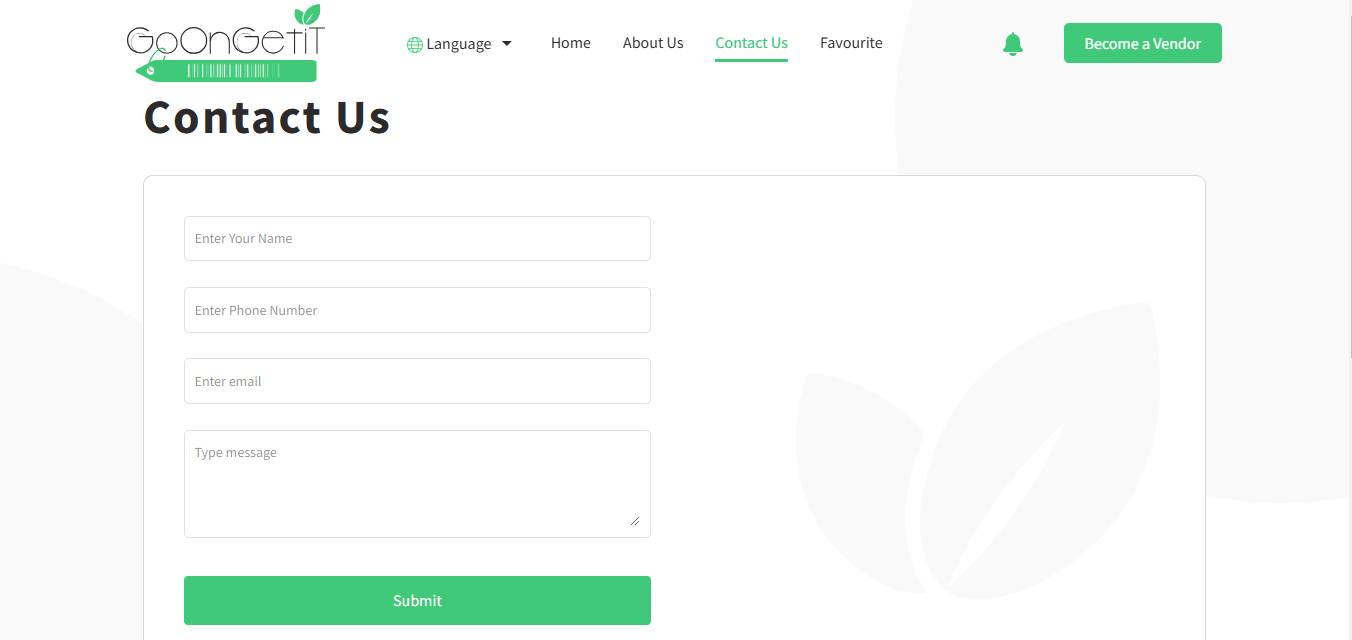 GoOnGetiT
Language
Home
About Us
Contact Us
Favourite
Become a Vendor
Contact Us
Enter Your Name
Enter Phone Number
Enter email
Type message
Submit